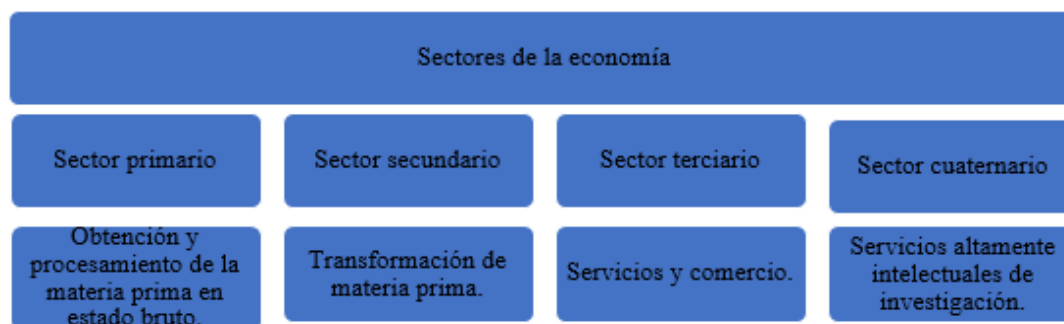 Sectores de la economía
Sector primario
Sector secundario
Sector terciario
Sector cuaternario
Obtención y
procesamiento de la
materia prima en
estado bruto.
Transformación de
materia prima.
Servicios y comercio.
Servicios altamente
intelectuales de
investigación.